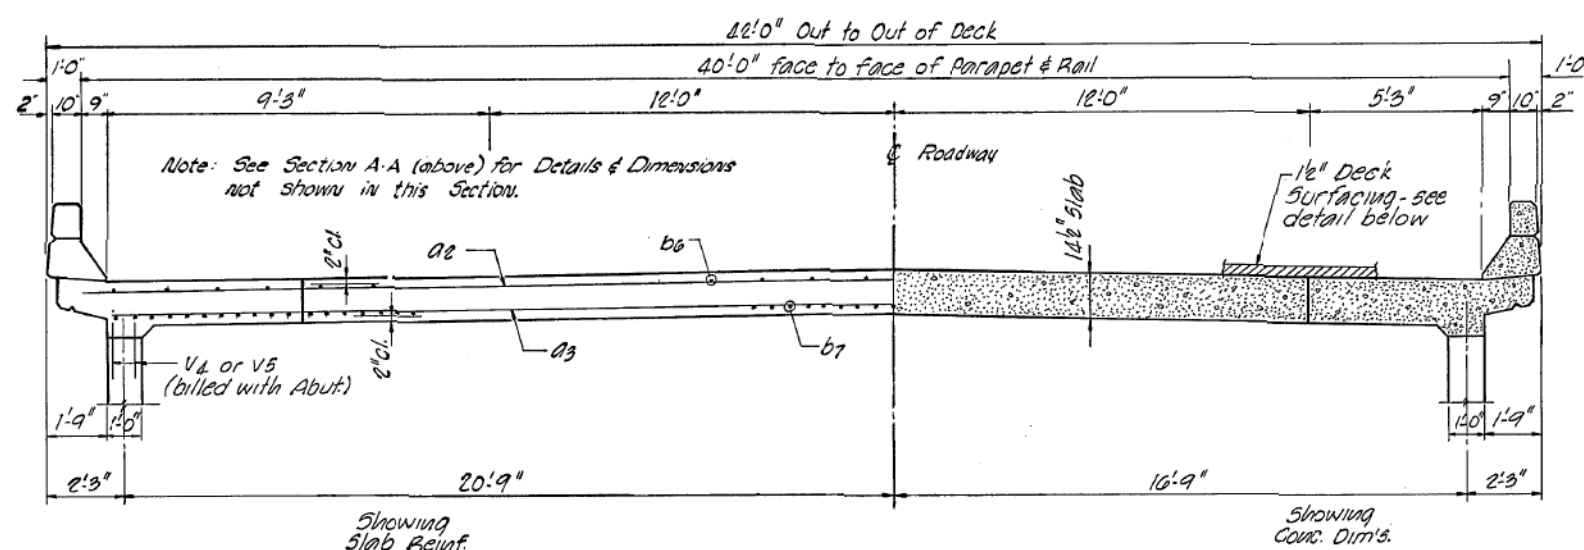 42'-0" Out to Out of Deck
1'-0"
40'-0" face to face of Parapet & Rail
1'-0
2"
10"
9"
9'-3"
12'-0"
12'-0"
5'-3"
9"
10"
2"
Note: See Section A-A (above) for Details & Dimensions
not shown in this Section.
℄ Roadway
1½" Deck
Surfacing - see
detail below
14½" Slab
2" Cl.
a2
b6
2" Cl.
a3
b7
V4 or V5
(billed with Abut.)
1'-9"
1'-0"
1'-0"
1'-9"
2'-3"
20'-9"
16'-9"
2'-3"
Showing
Slab Reinf.
Showing
Conc. Dim's.